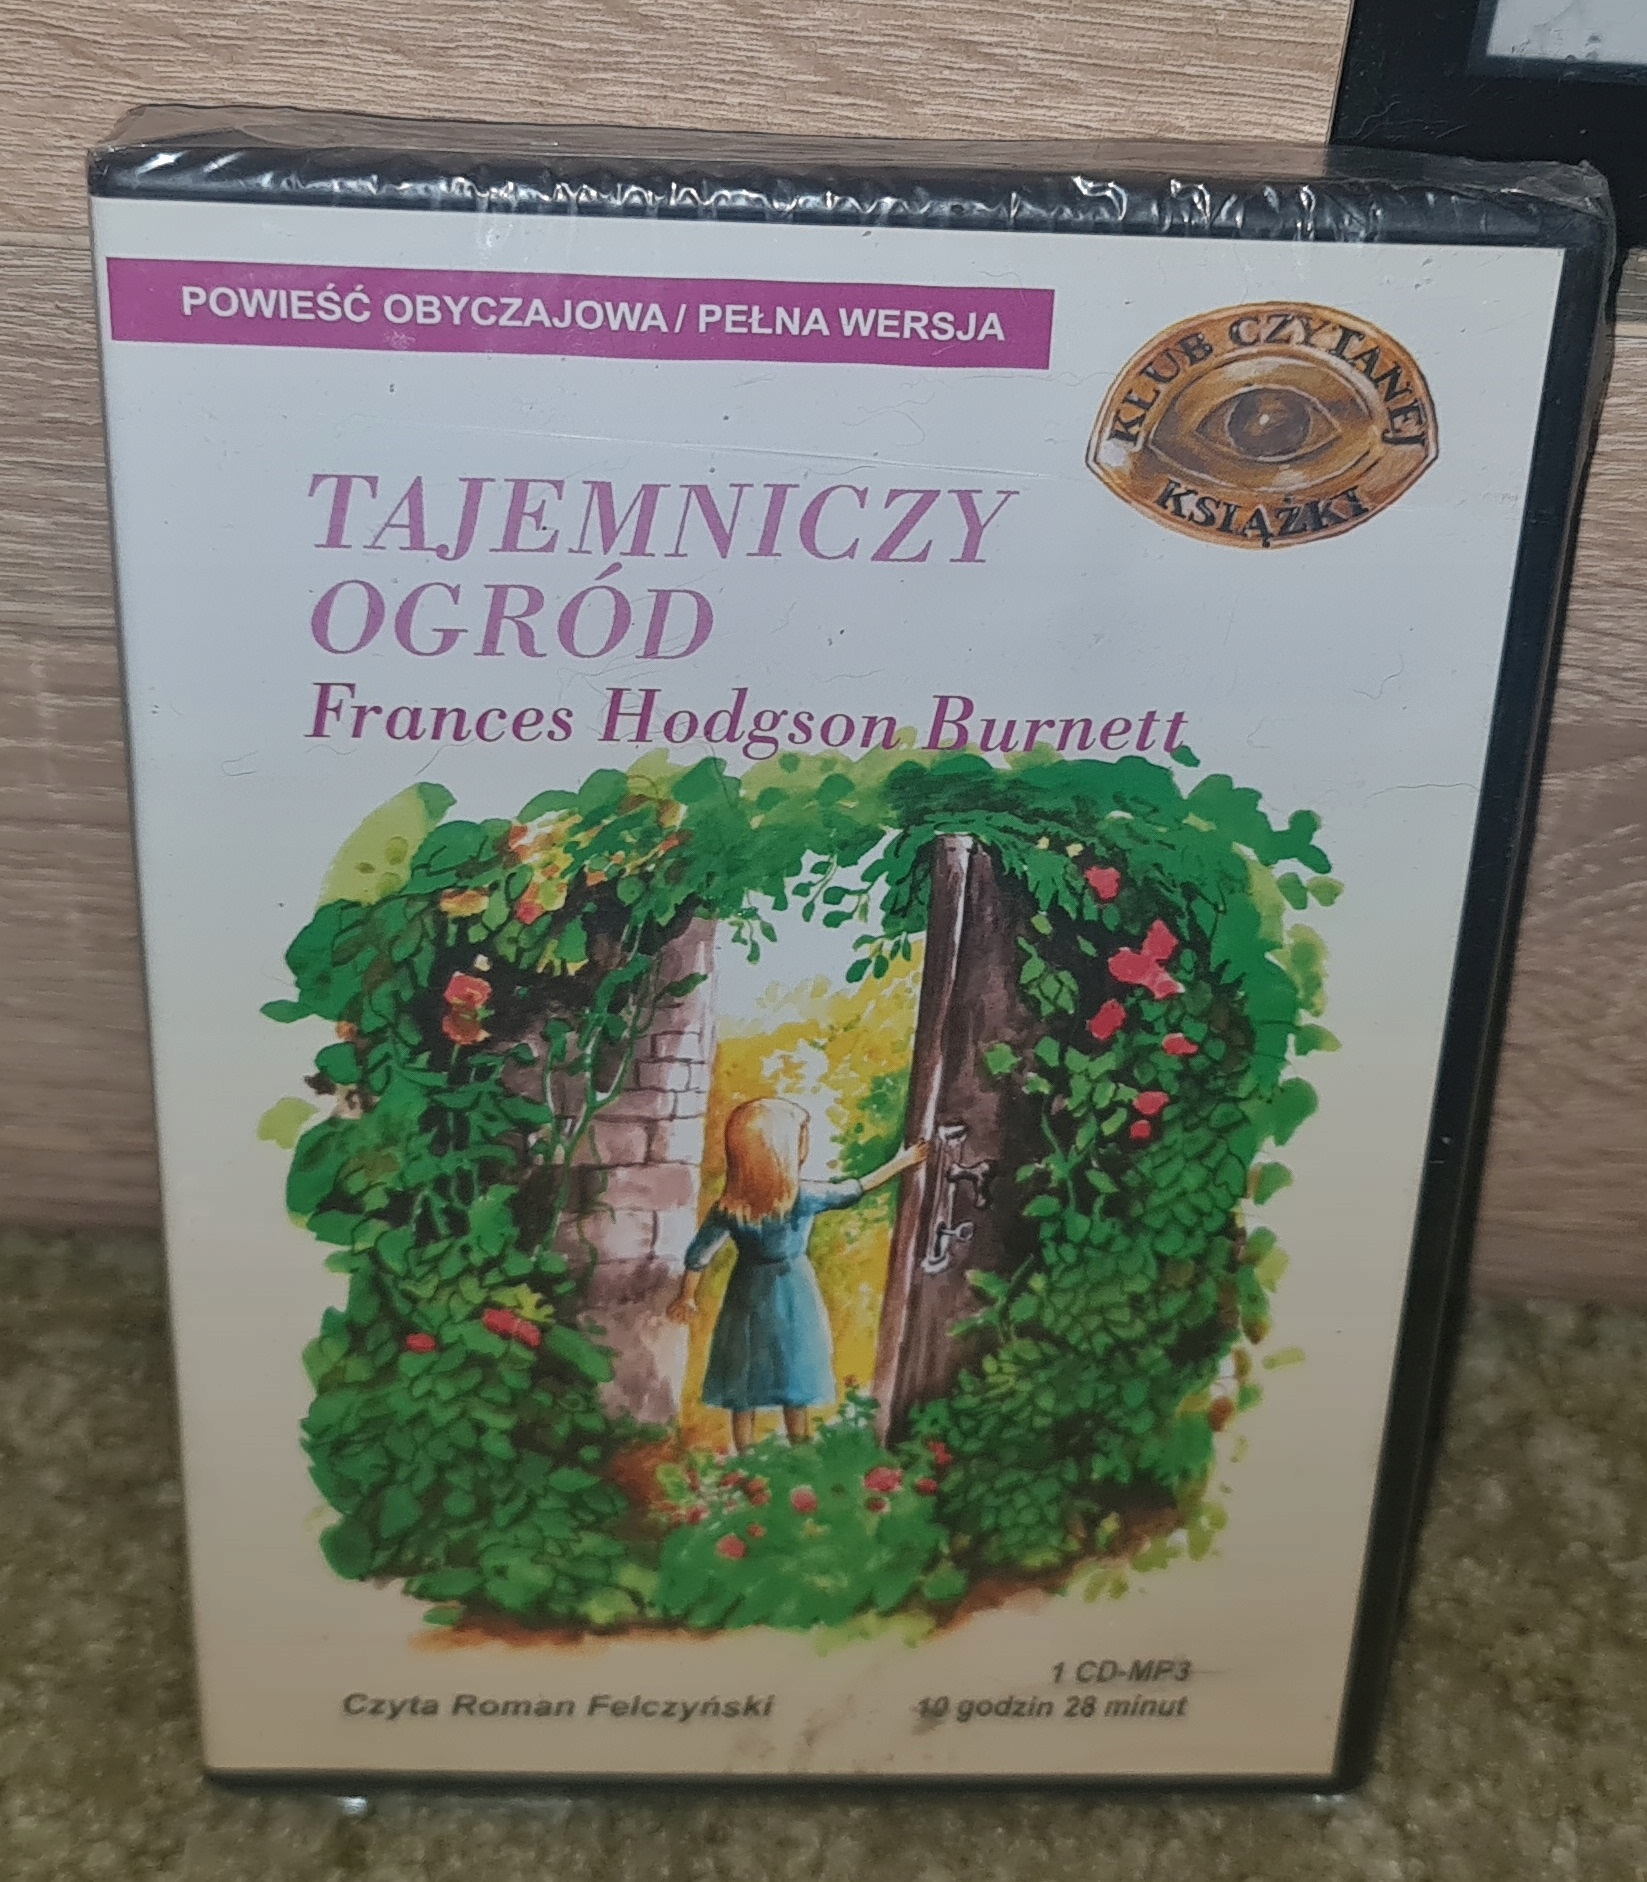 POWIEŚĆ OBYCZAJOWA / PEŁNA WERSJA
KLUB CZYTANEJ
KSIĄŻKI
TAJEMNICZY
OGRÓD
Frances Hodgson Burnett
1 CD-MP3
Czyta Roman Felczyński
10 godzin 28 minut